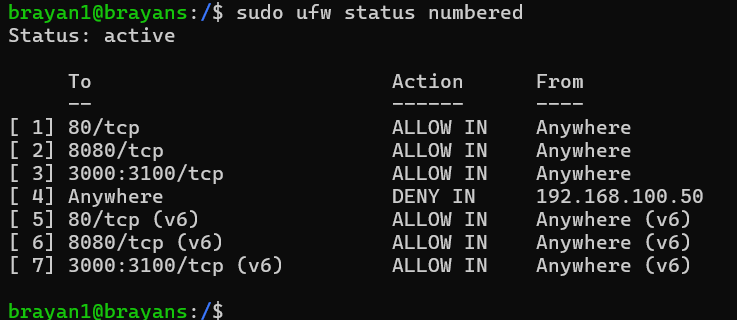 brayan1@brayans:/$ sudo ufw status numbered
Status: active
To Action From
-- ------ ----
[ 1] 80/tcp ALLOW IN Anywhere
[ 2] 8080/tcp ALLOW IN Anywhere
[ 3] 3000:3100/tcp ALLOW IN Anywhere
[ 4] Anywhere DENY IN 192.168.100.50
[ 5] 80/tcp (v6) ALLOW IN Anywhere (v6)
[ 6] 8080/tcp (v6) ALLOW IN Anywhere (v6)
[ 7] 3000:3100/tcp (v6) ALLOW IN Anywhere (v6)
brayan1@brayans:/$